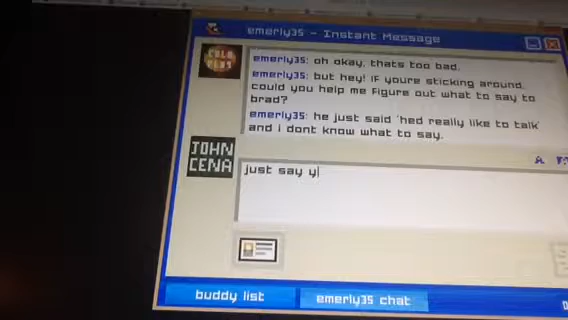 emerly35 - Instant Message
COLD PLAY
emerly35: oh okay, thats too bad.
emerly35: but hey! if youre sticking around,
could you help me figure out what to say to
brad?
emerly35: he just said 'hed really like to talk'
and i dont know what to say.
JOHN
CENA
just say y
buddy list
emerly35 chat